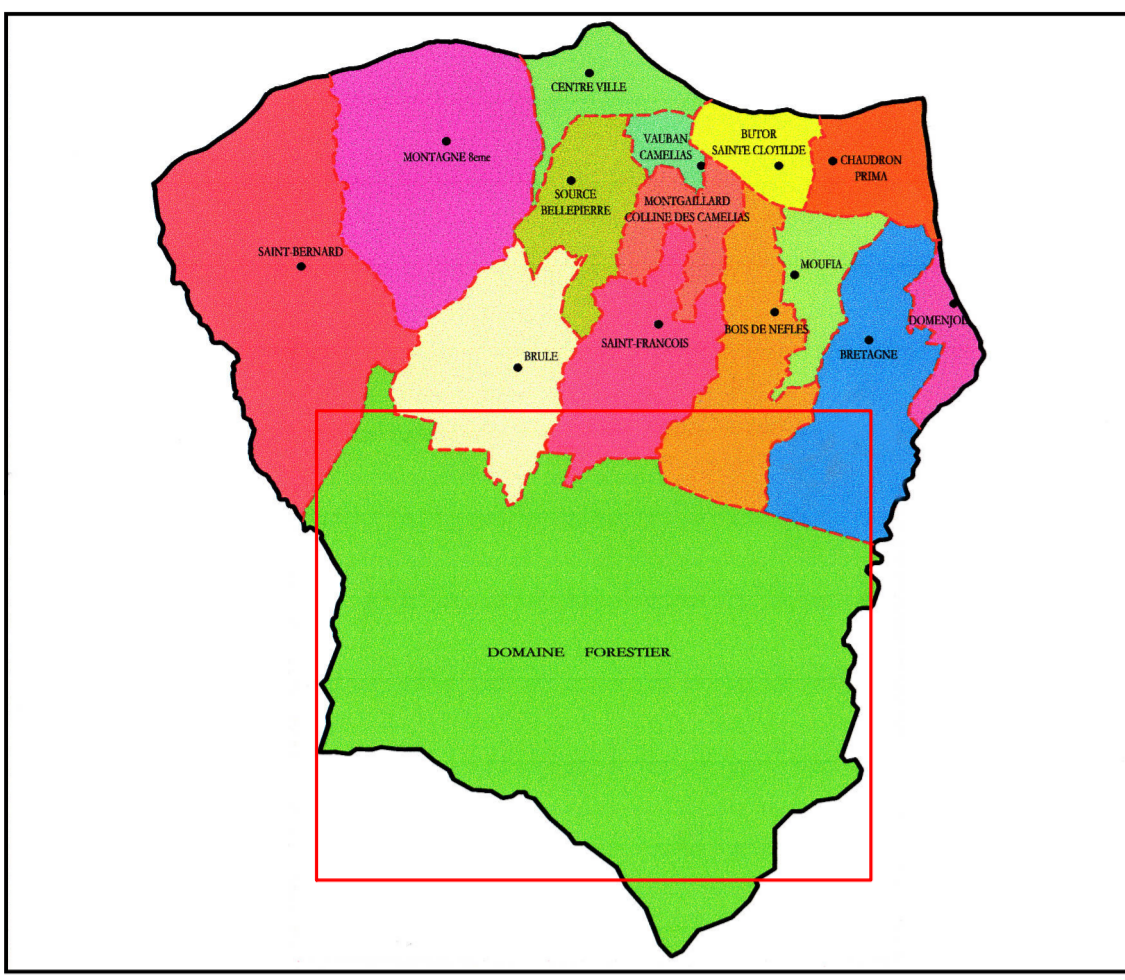 CENTRE VILLE
MONTAGNE 8eme
VAUBAN
CAMELIAS
BUTOR
SAINTE CLOTILDE
CHAUDRON
PRIMA
SOURCE
BELLEPIERRE
MONTGAILLARD
COLLINE DES CAMELIAS
SAINT-BERNARD
MOUFIA
DOMENJOD
BOIS DE NEFLES
SAINT-FRANCOIS
BRETAGNE
BRULE
DOMAINE FORESTIER